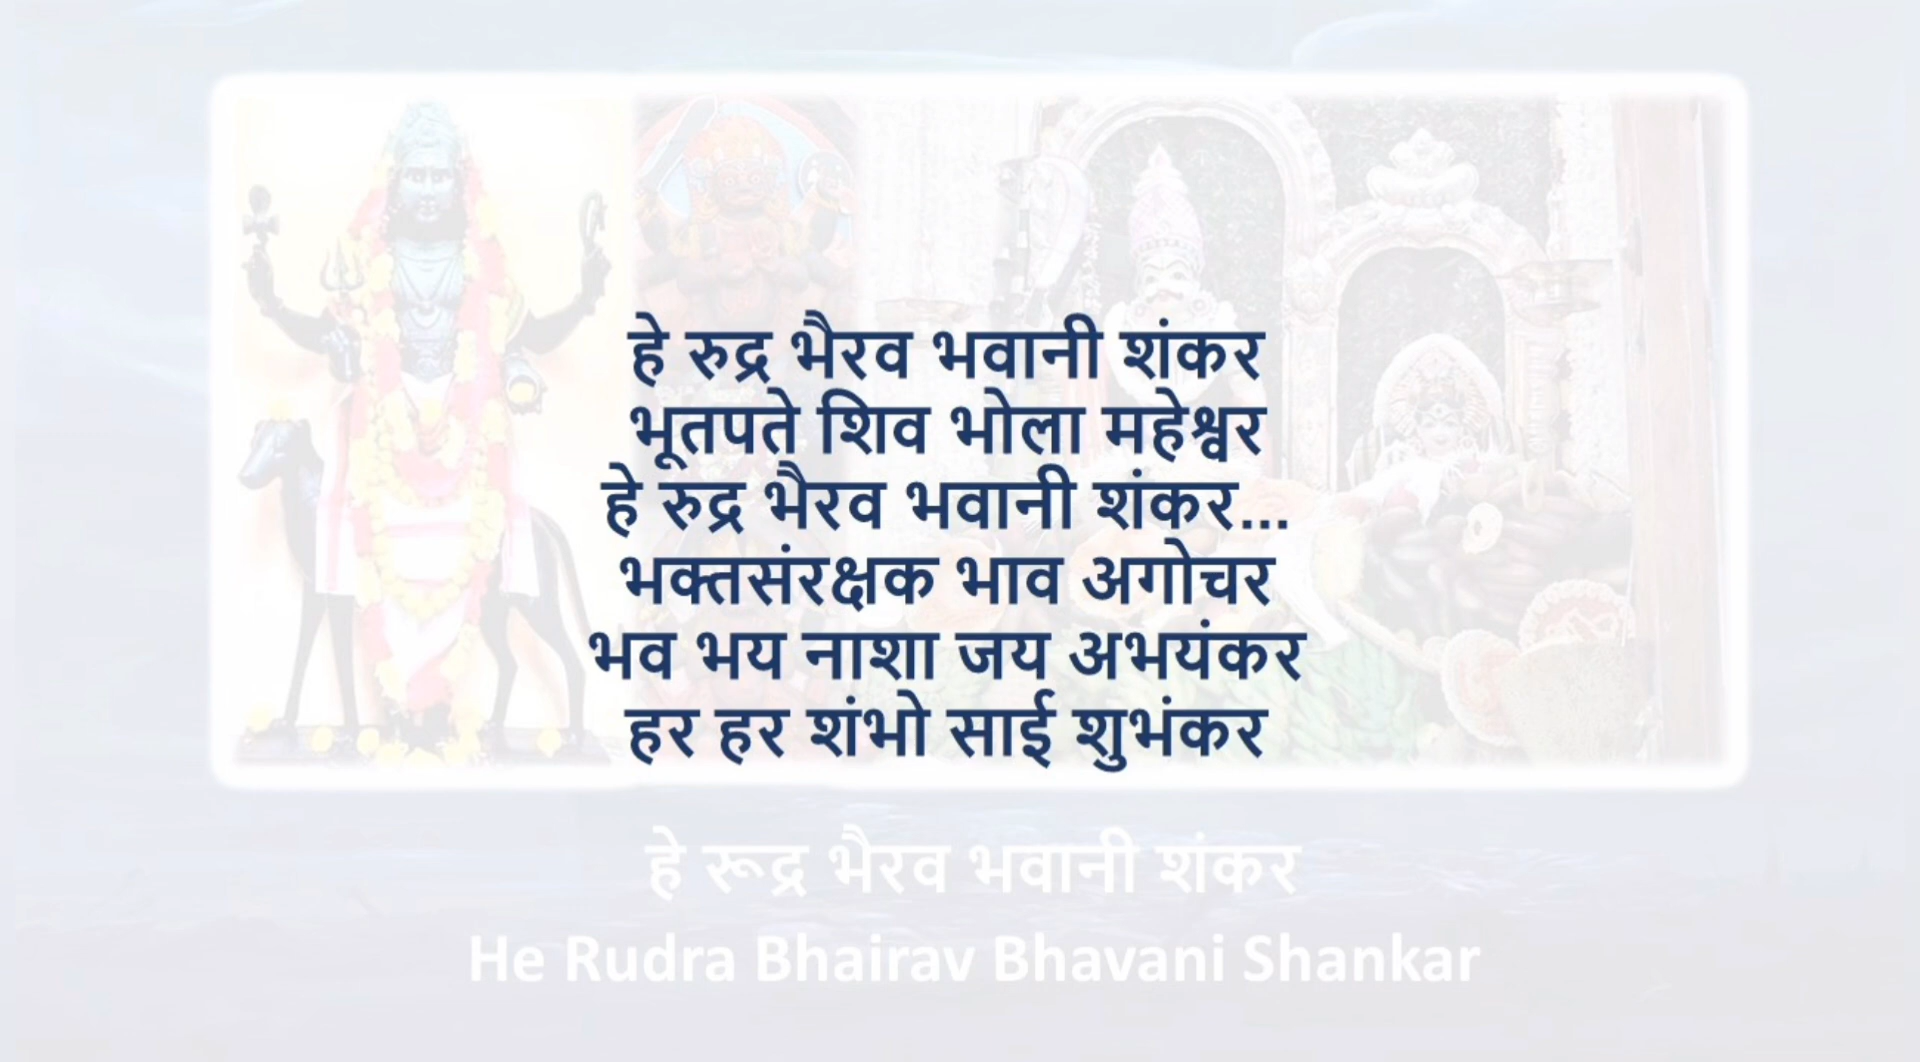 हे रुद्र भैरव भवानी शंकर
भूतपते शिव भोला महेश्वर
हे रुद्र भैरव भवानी शंकर...
भक्तसंरक्षक भाव अगोचर
भव भय नाशा जय अभयंकर
हर हर शंभो साई शुभंकर
हे रूद्र भैरव भवानी शंकर
He Rudra Bhairav Bhavani Shankar